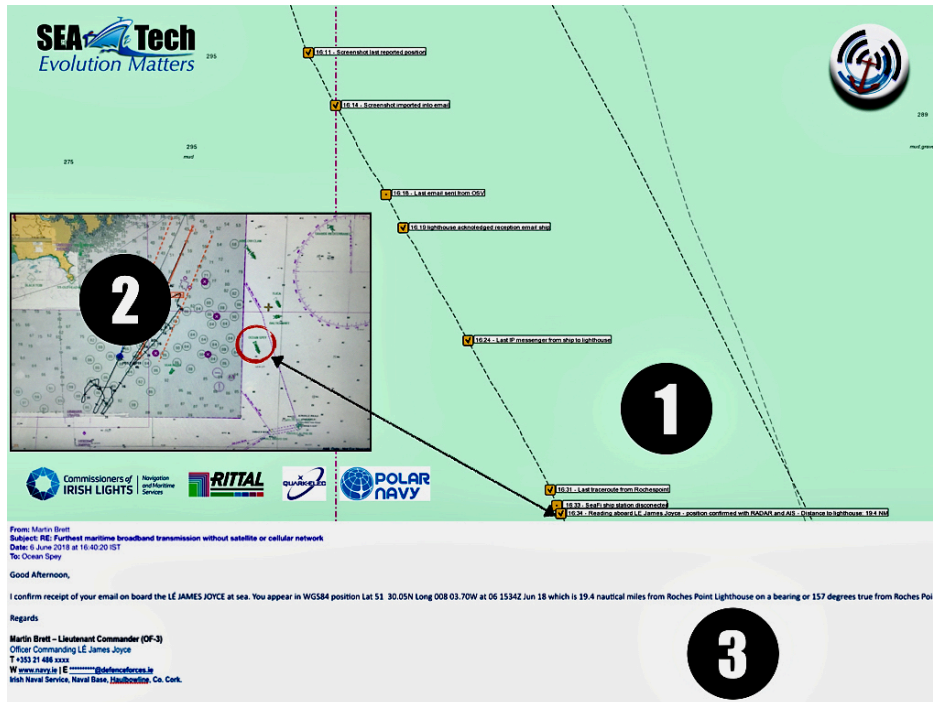 SEA Tech
Evolution Matters
295
16:11 - Screenshot last reported position
16:14 - Screenshot imported into email
289
295
mud
mud.grave
275
16:18 - Last email sent from OSV
16:19 lighthouse acknoledged reception email ship
2
16:24 - Last IP messenger from ship to lighthouse
1
Commissioners of IRISH LIGHTS
Navigation and Maritime Services
RITTAL
QUARK-ELEC
POLAR NAVY
16:31 - Last traceroute from Rochespoint
16:33 - SeaFi ship station disconected
16:34 - Reading aboard LE James Joyce - position confirmed with RADAR and AIS - Distance to lighthouse: 19.4 NM
From: Martin Brett
Subject: RE: Furthest maritime broadband transmission without satellite or cellular network
Date: 6 June 2018 at 16:40:20 IST
To: Ocean Spey
Good Afternoon,
I confirm receipt of your email on board the LÉ JAMES JOYCE at sea. You appear in WGS84 position Lat 51 30.05N Long 008 03.70W at 06 1534Z Jun 18 which is 19.4 nautical miles from Roches Point Lighthouse on a bearing or 157 degrees true from Roches Poi
Regards
Martin Brett – Lieutenant Commander (OF-3)
Officer Commanding LÉ James Joyce
T +353 21 486 xxxx
W www.navy.ie | E **********@defenceforces.ie
Irish Naval Service, Naval Base, Haulbowline, Co. Cork.
3